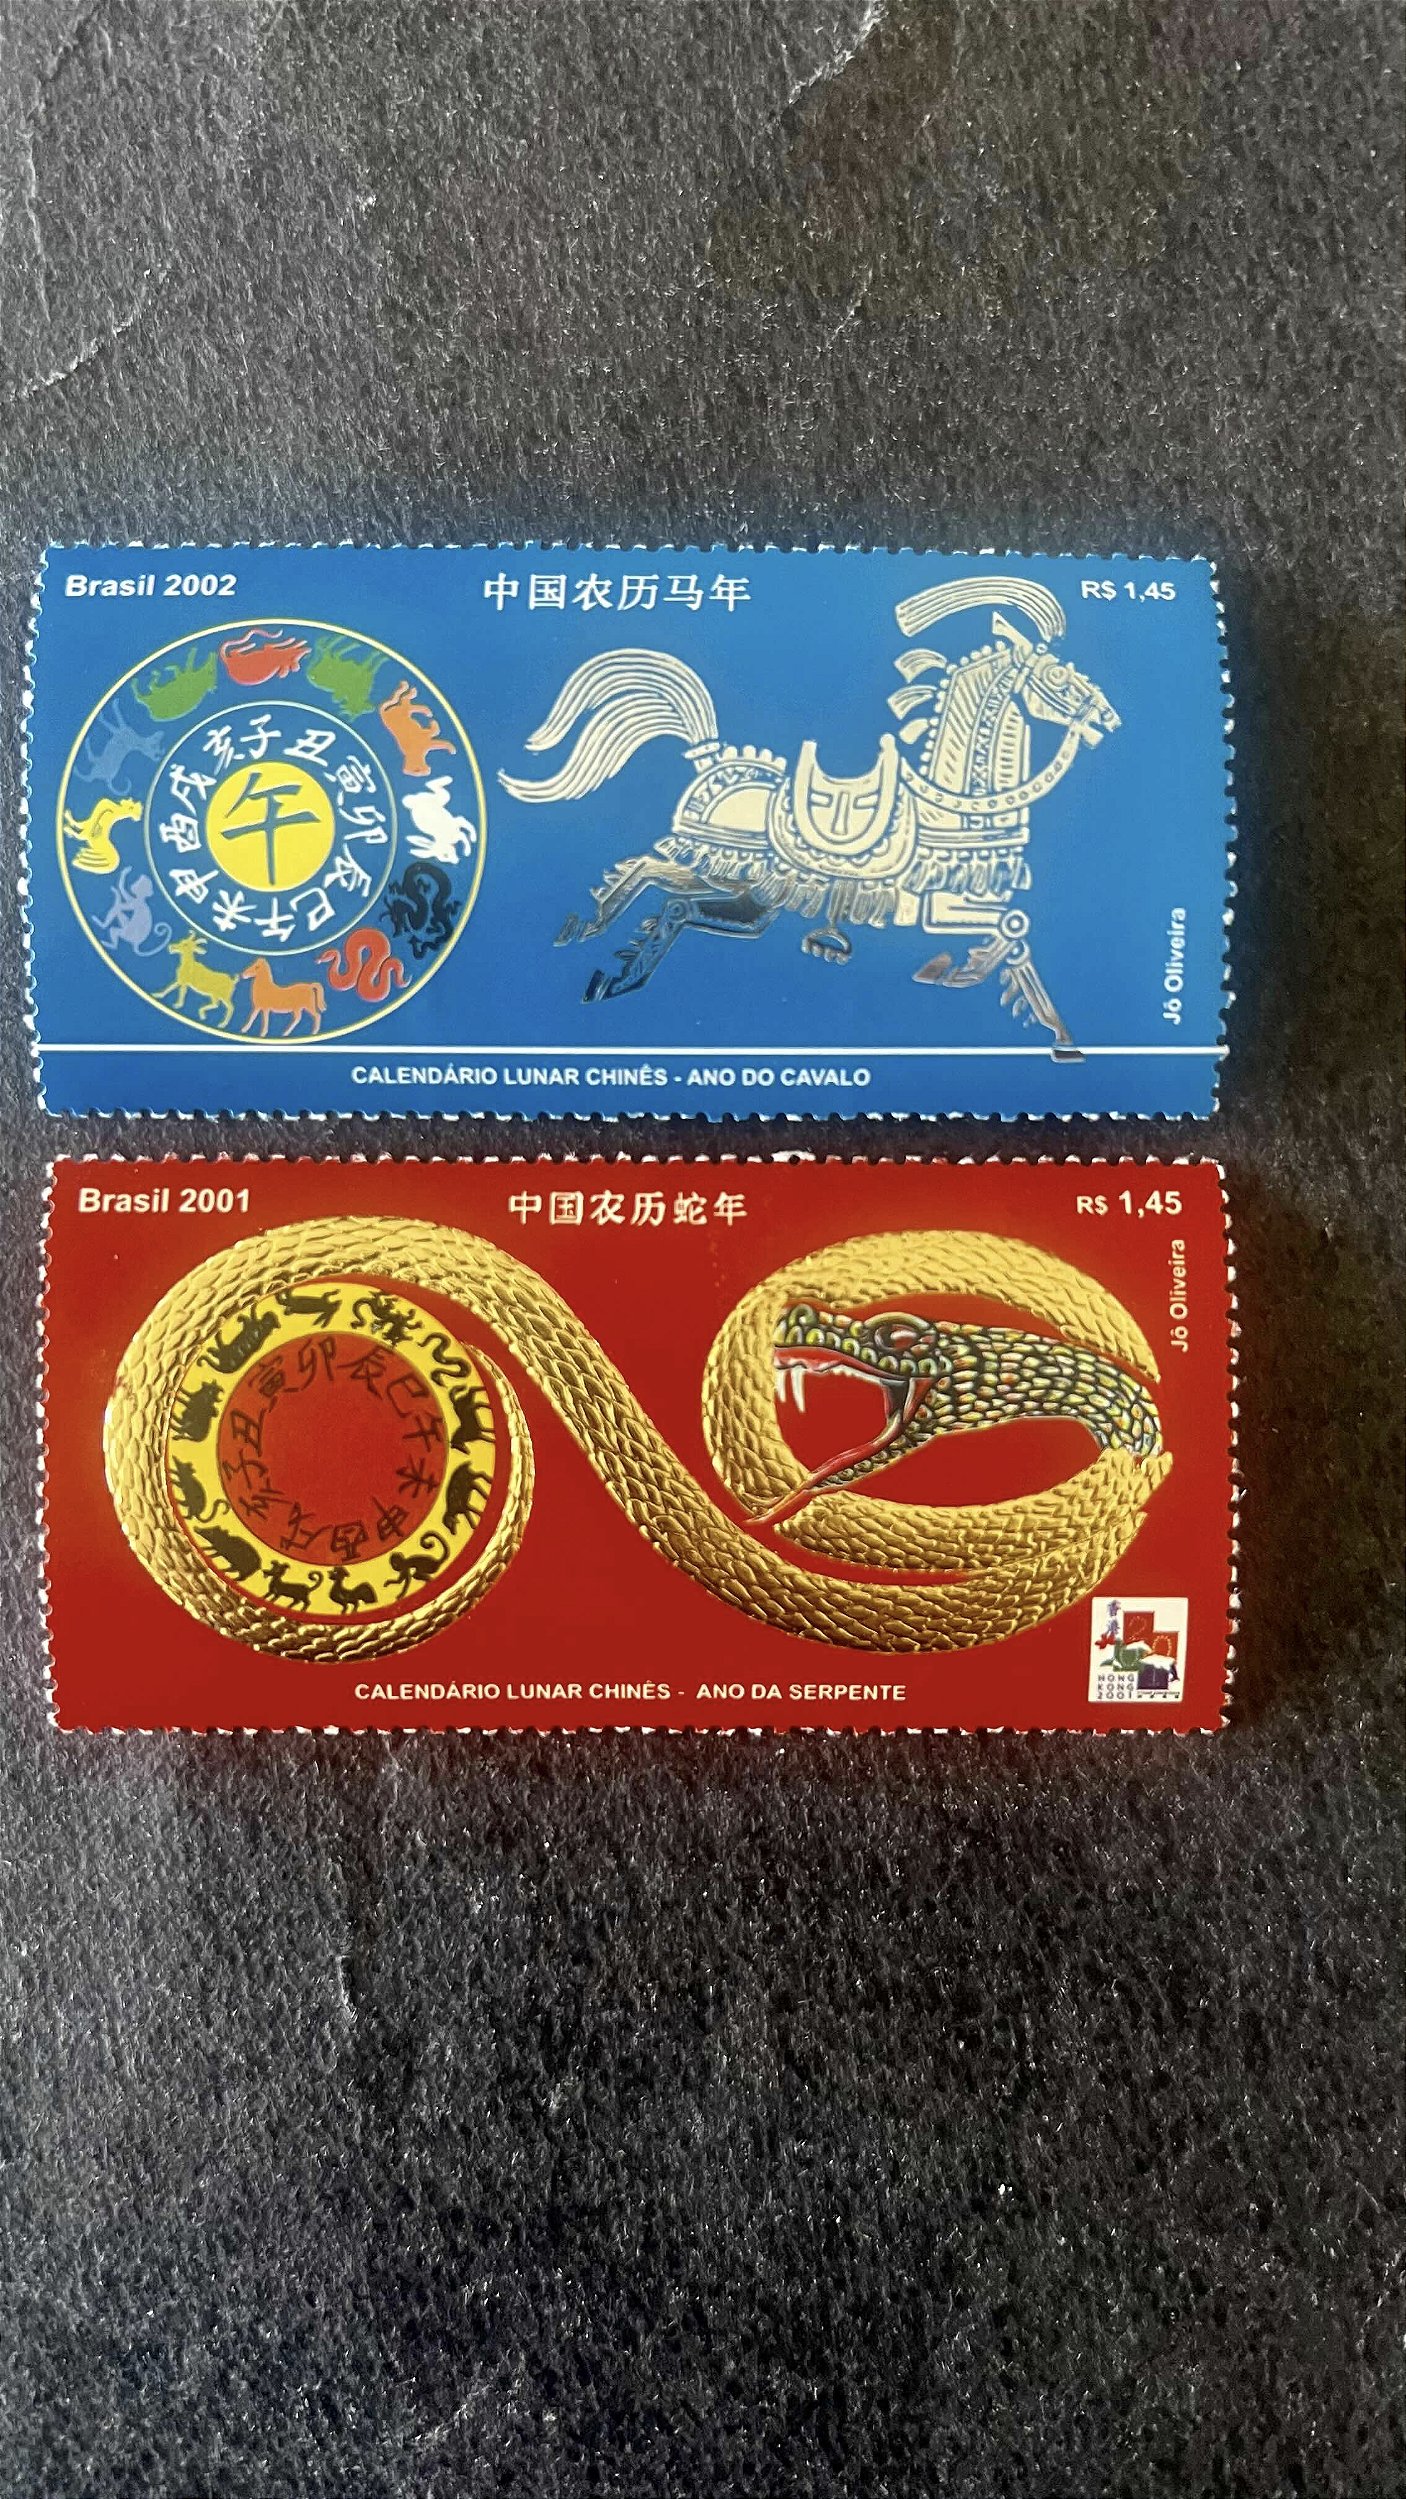 Brasil 2002
中国农历马年
R$ 1,45
子丑寅卯辰巳午未申酉戌亥
午
Jô Oliveira
CALENDÁRIO LUNAR CHINÊS - ANO DO CAVALO
Brasil 2001
中国农历蛇年
R$ 1,45
Jô Oliveira
子丑寅卯辰巳午未申酉戌亥
香港
HONG
KONG
2001
CALENDÁRIO LUNAR CHINÊS - ANO DA SERPENTE